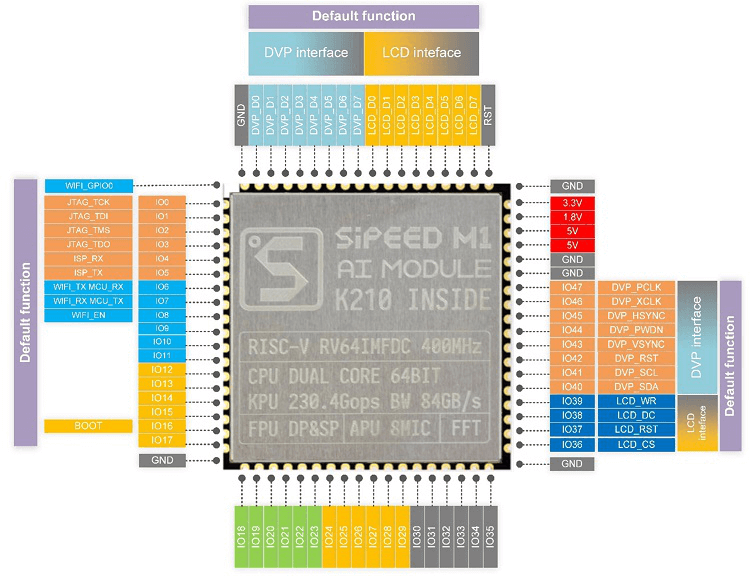 Default function
DVP interface LCD inteface
GND DVP_D0 DVP_D1 DVP_D2 DVP_D3 DVP_D4 DVP_D5 DVP_D6 DVP_D7 LCD_D0 LCD_D1 LCD_D2 LCD_D3 LCD_D4 LCD_D5 LCD_D6 LCD_D7 RST
Default function
WIFI_GPIO0
JTAG_TCK IO0
JTAG_TDI IO1
JTAG_TMS IO2
JTAG_TDO IO3
ISP_RX IO4
ISP_TX IO5
WIFI_TX MCU_RX IO6
WIFI_RX MCU_TX IO7
WIFI_EN IO8
IO9
IO10
IO11
IO12
IO13
IO14
IO15
BOOT IO16
IO17
GND
SiPEED M1
AI MODULE
K210 INSIDE
RISC-V RV64IMFDC 400MHz
CPU DUAL CORE 64BIT
KPU 230.4Gops BW 84GB/s
FPU DP&SP APU 8MIC FFT
GND
3.3V
1.8V
5V
5V
GND
GND
IO47 DVP_PCLK
IO46 DVP_XCLK
IO45 DVP_HSYNC
IO44 DVP_PWDN
IO43 DVP_VSYNC
IO42 DVP_RST
IO41 DVP_SCL
IO40 DVP_SDA
IO39 LCD_WR
IO38 LCD_DC
IO37 LCD_RST
IO36 LCD_CS
GND
DVP interface
LCD
inteface
Default function
IO18 IO19 IO20 IO21 IO22 IO23 IO24 IO25 IO26 IO27 IO28 IO29 IO30 IO31 IO32 IO33 IO34 IO35